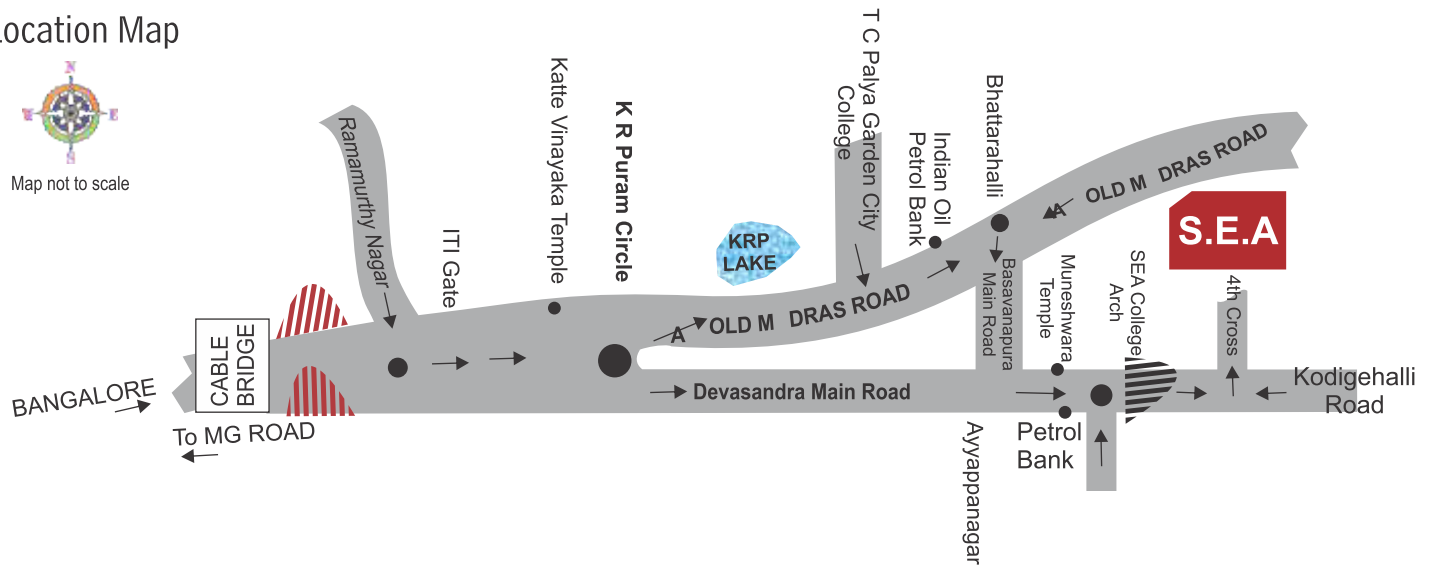 Location Map
N
E
S
Map not to scale
Ramamurthy Nagar
ITI Gate
Katte Vinayaka Temple
K R Puram Circle
KRP
LAKE
T C Palya Garden City
College
Indian Oil
Petrol Bank
Bhattarahalli
OLD M DRAS ROAD
A
S.E.A
CABLE
BRIDGE
BANGALORE
To MG ROAD
A
OLD M DRAS ROAD
Devasandra Main Road
Basavanapura
Main Road
Muneshwara
Temple
SEA College
Arch
4th Cross
Kodigehalli
Road
Ayyappanagar
Petrol
Bank